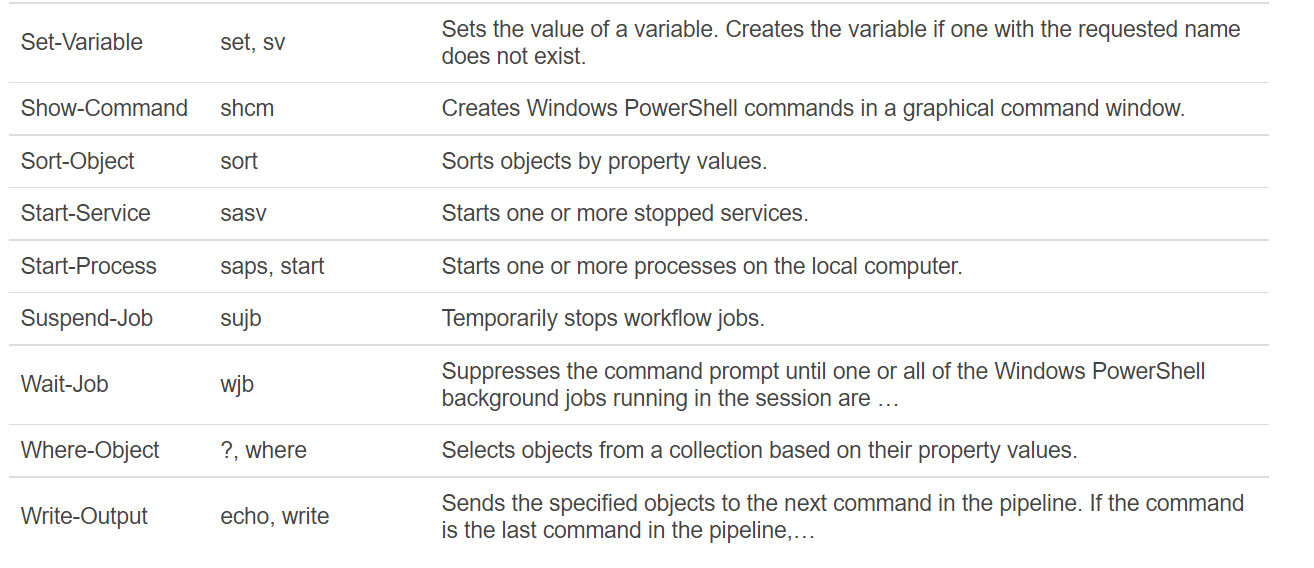 Set-Variable set, sv Sets the value of a variable. Creates the variable if one with the requested name
does not exist.
Show-Command shcm Creates Windows PowerShell commands in a graphical command window.
Sort-Object sort Sorts objects by property values.
Start-Service sasv Starts one or more stopped services.
Start-Process saps, start Starts one or more processes on the local computer.
Suspend-Job sujb Temporarily stops workflow jobs.
Wait-Job wjb Suppresses the command prompt until one or all of the Windows PowerShell
background jobs running in the session are …
Where-Object ?, where Selects objects from a collection based on their property values.
Write-Output echo, write Sends the specified objects to the next command in the pipeline. If the command
is the last command in the pipeline,…